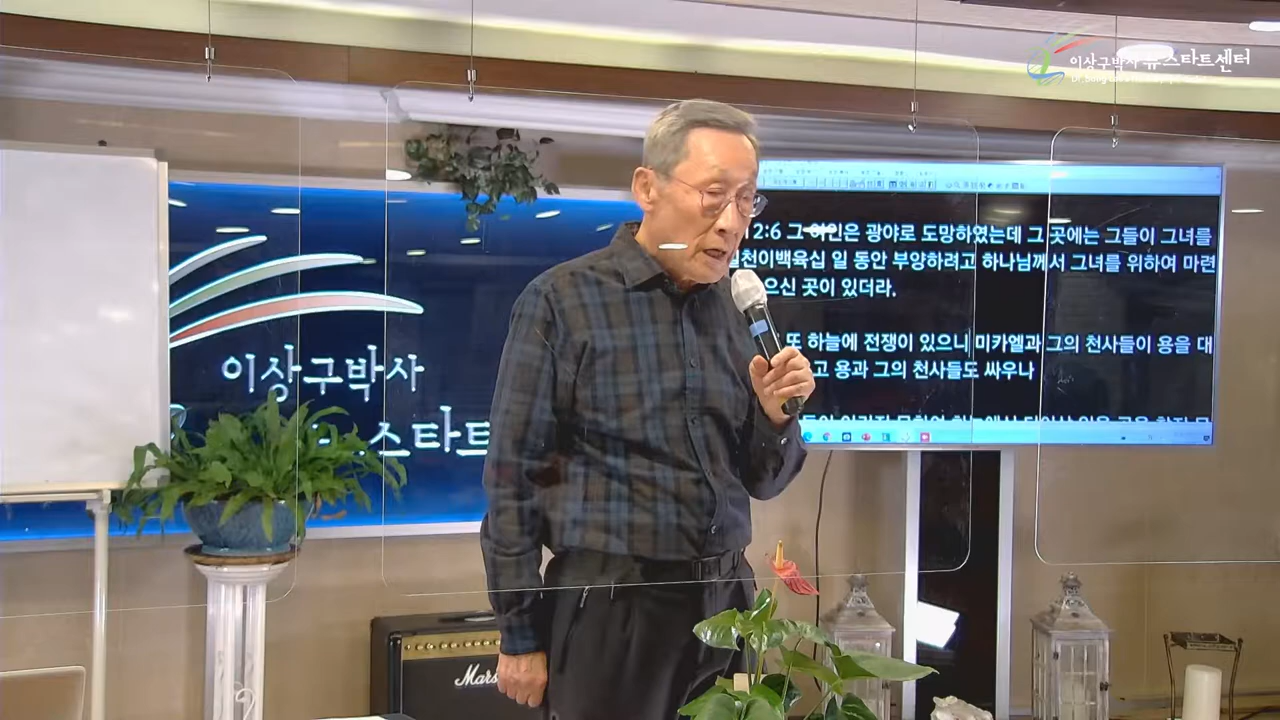 이상구박사 뉴스타트센터
2:6 그 여인은 광야로 도망하였는데 그 곳에는 그들이 그녀를
일천이백육십 일 동안 부양하려고 하나님께서 그녀를 위하여 마련
으신 곳이 있더라.
또 하늘에 전쟁이 있으니 미카엘과 그의 천사들이 용을 대
고 용과 그의 천사들도 싸우나
이상구박사
스타트
Mars